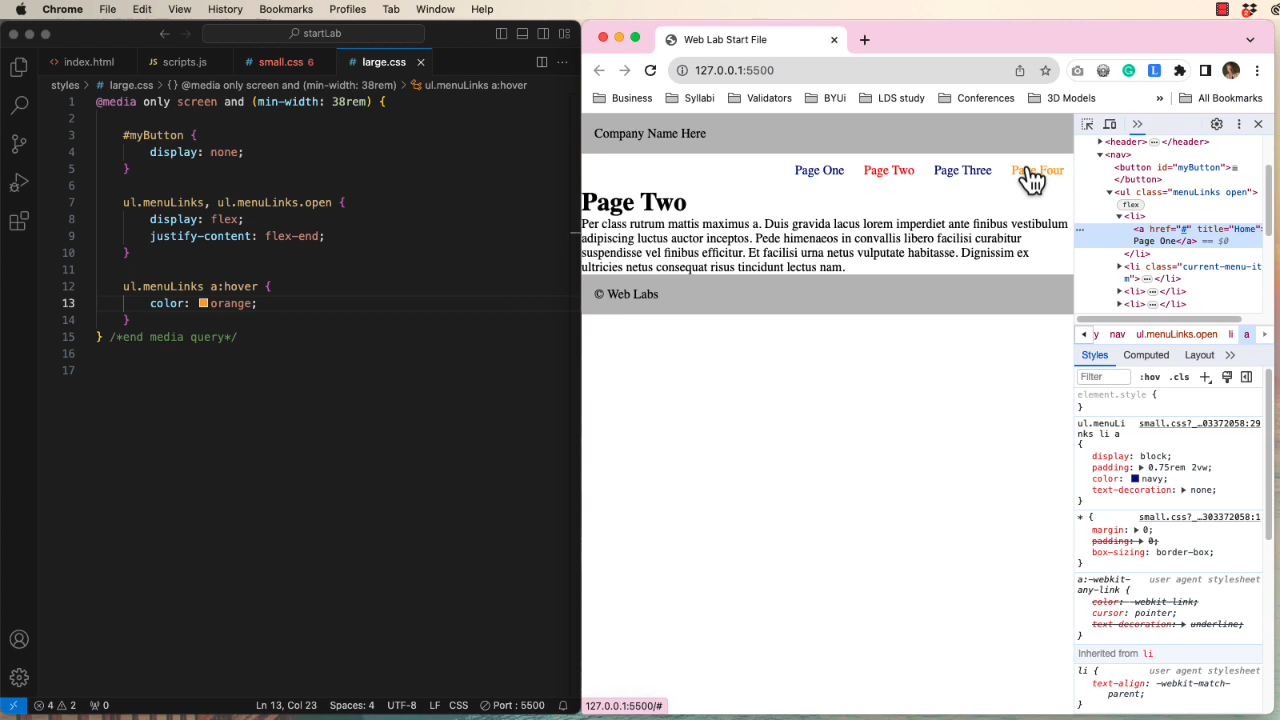 Chrome File Edit View History Bookmarks Profiles Tab Window Help
startLab
index.html JS scripts.js # small.css 6 # large.css
styles > # large.css > {} @media only screen and (min-width: 38rem) > ul.menuLinks a:hover
1 @media only screen and (min-width: 38rem) {
2
3 #myButton {
4 display: none;
5 }
6
7 ul.menuLinks, ul.menuLinks.open {
8 display: flex;
9 justify-content: flex-end;
10 }
11
12 ul.menuLinks a:hover {
13 color: orange;
14 }
15 } /*end media query*/
16
17
4 2 0 Ln 13, Col 23 Spaces: 4 UTF-8 LF CSS Port : 5500
Web Lab Start File
127.0.0.1:5500
Business Syllabi Validators BYUi LDS study Conferences 3D Models » All Bookmarks
Company Name Here
Page One Page Two Page Three Page Four
Page Two
Per class rutrum mattis maximus a. Duis gravida lacus lorem imperdiet ante finibus vestibulum
adipiscing luctus auctor inceptos. Pede himenaeos in convallis libero facilisi curabitur
suspendisse vel finibus efficitur. Et facilisi urna netus vulputate habitasse. Dignissim ex
ultricies netus consequat risus tincidunt lectus nam.
© Web Labs
127.0.0.1:5500/#
<header> … </header>
<nav>
<button id="myButton">
</button>
<ul class="menuLinks open">
flex
<li>
… <a href="#" title="Home">
Page One</a> == $0
</li>
<li class="current-menu-ite
m">…</li>
<li>…</li>
<li>…</li>
y nav ul.menuLinks.open li a
Styles Computed Layout »
Filter :hov .cls +
element.style {
}
ul.menuLi small.css?_…03372058:29
nks li a
{
display: block;
padding: 0.75rem 2vw;
color: navy;
text-decoration: none;
}
* { small.css?_…303372058:1
margin: 0;
padding: 0;
box-sizing: border-box;
}
a:-webkit- user agent stylesheet
any-link {
color: -webkit-link;
cursor: pointer;
text-decoration: underline;
}
Inherited from li
li { user agent stylesheet
text-align: -webkit-match-
parent;
}